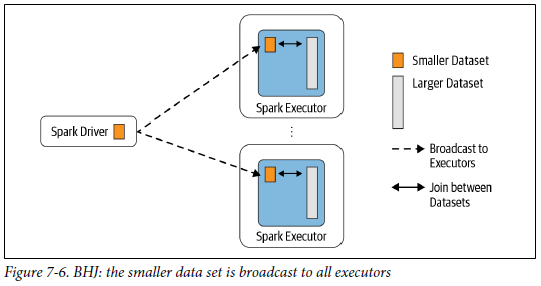 Spark Driver
Spark Executor
⋮
Spark Executor
Smaller Dataset
Larger Dataset
Broadcast to
Executors
Join between
Datasets
Figure 7-6. BHJ: the smaller data set is broadcast to all executors